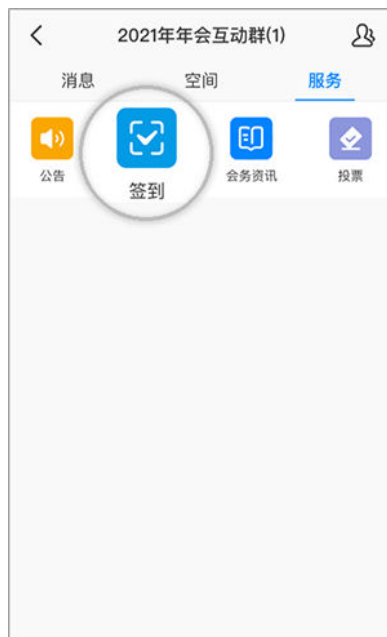 2021年年会互动群(1)
消息 空间 服务
公告 签到 会务资讯 投票